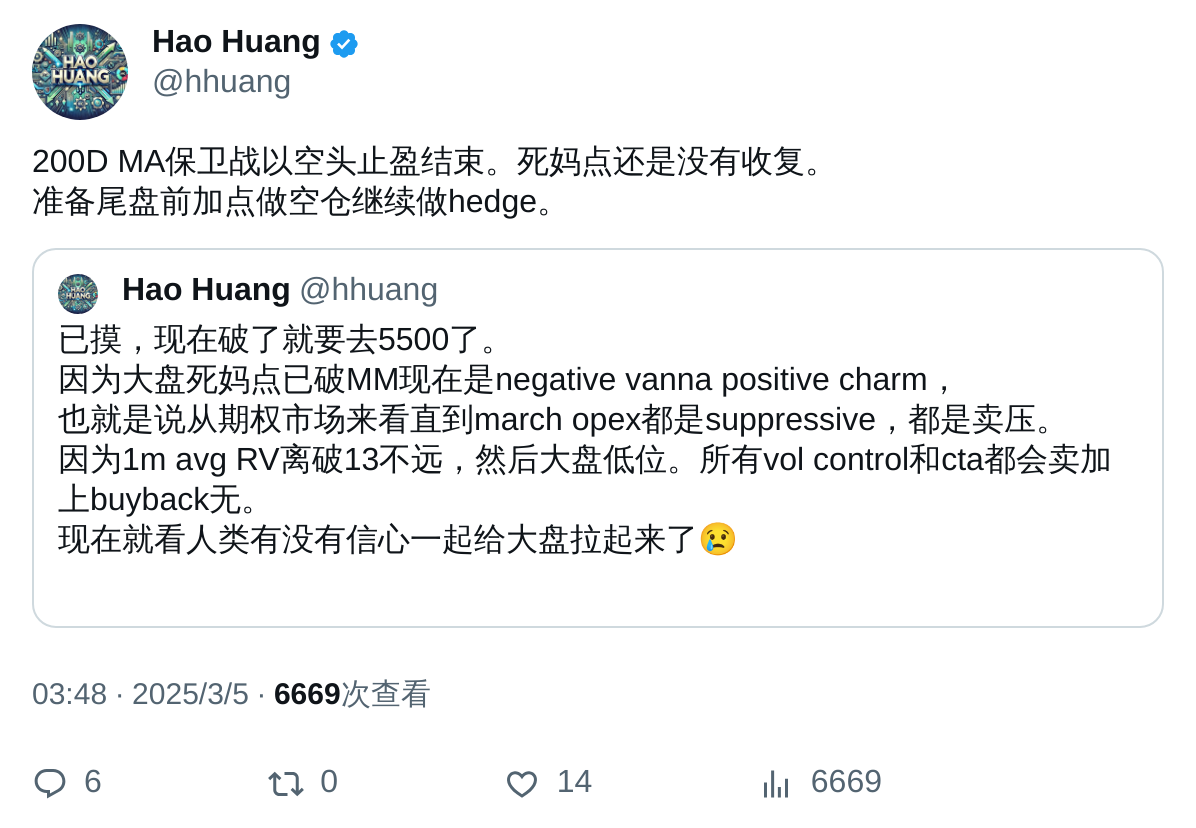 HAO
HUANG
Hao Huang
@hhuang
200D MA保卫战以空头止盈结束。死妈点还是没有收复。
准备尾盘前加点做空仓继续做hedge。
HAO
HUANG
Hao Huang @hhuang
已摸，现在破了就要去5500了。
因为大盘死妈点已破MM现在是negative vanna positive charm，
也就是说从期权市场来看直到march opex都是suppressive，都是卖压。
因为1m avg RV离破13不远，然后大盘低位。所有vol control和cta都会卖加
上buyback无。
现在就看人类有没有信心一起给大盘拉起来了😢
03:48 · 2025/3/5 · 6669次查看
6 0 14 6669